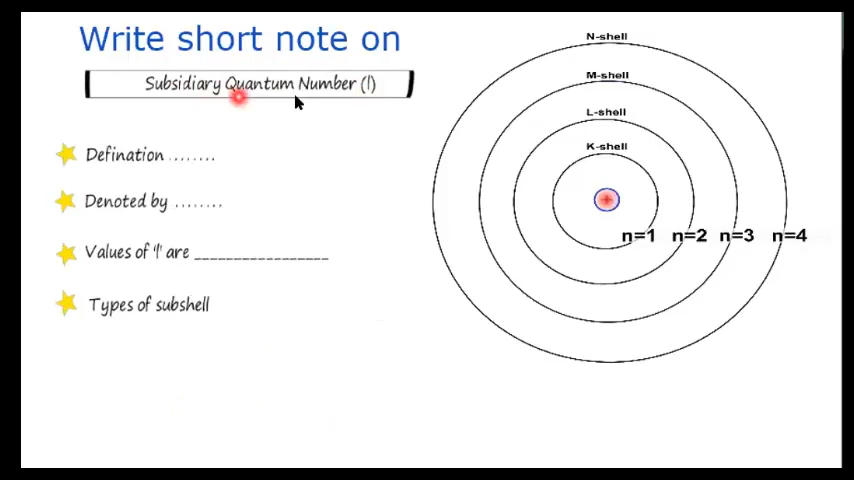 Write short note on
Subsidiary Quantum Number (l)
Defination ........
Denoted by ........
Values of 'l' are _________________
Types of subshell
N-shell
M-shell
L-shell
K-shell
+
n=1 n=2 n=3 n=4